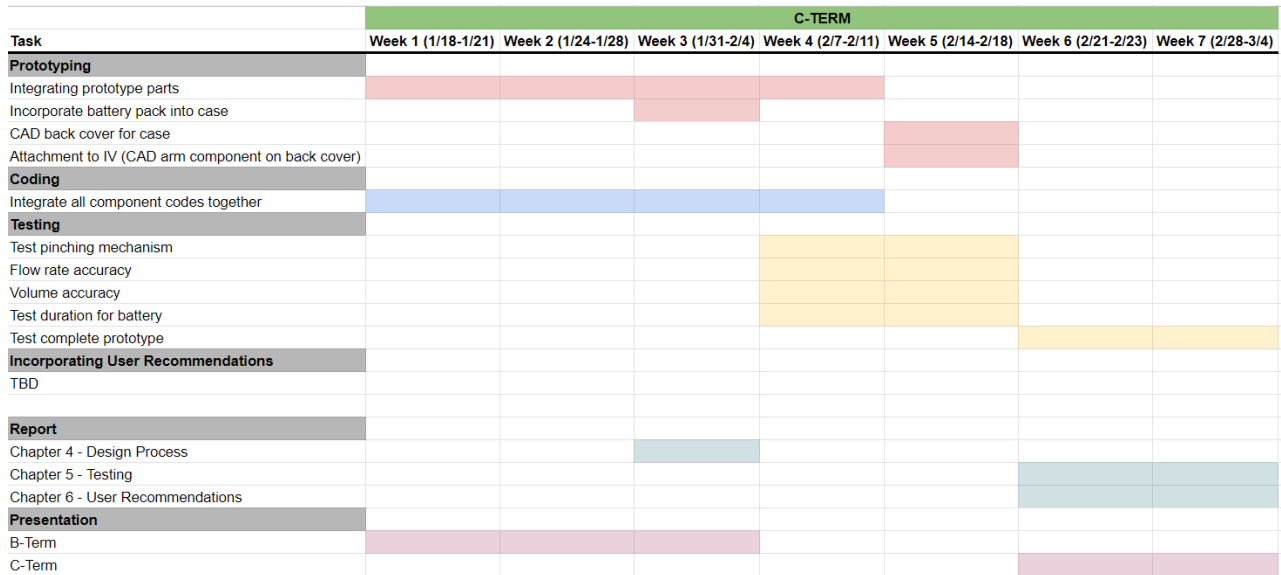 C-TERM
Task Week 1 (1/18-1/21) Week 2 (1/24-1/28) Week 3 (1/31-2/4) Week 4 (2/7-2/11) Week 5 (2/14-2/18) Week 6 (2/21-2/23) Week 7 (2/28-3/4)
Prototyping
Integrating prototype parts
Incorporate battery pack into case
CAD back cover for case
Attachment to IV (CAD arm component on back cover)
Coding
Integrate all component codes together
Testing
Test pinching mechanism
Flow rate accuracy
Volume accuracy
Test duration for battery
Test complete prototype
Incorporating User Recommendations
TBD
Report
Chapter 4 - Design Process
Chapter 5 - Testing
Chapter 6 - User Recommendations
Presentation
B-Term
C-Term